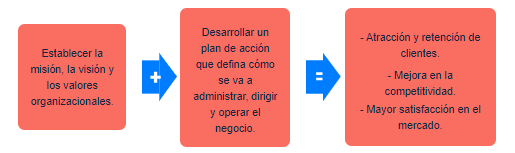 Establecer la
misión, la visión y
los valores
organizacionales.
+
Desarrollar un
plan de acción
que defina cómo
se va a
administrar, dirigir
y operar el
negocio.
=
- Atracción y retención de
clientes.
- Mejora en la
competitividad.
- Mayor satisfacción en el
mercado.